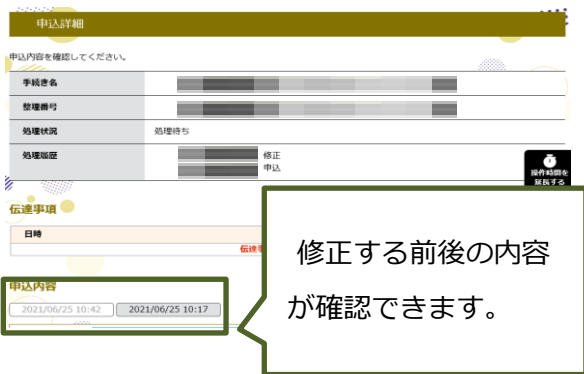 申込詳細
申込内容を確認してください。
手続き名
整理番号
処理状況 処理待ち
処理履歴 修正
申込
操作時間を
延長する
伝達事項
日時
伝達事
修正する前後の内容
が確認できます。
申込内容
2021/06/25 10:42 2021/06/25 10:17